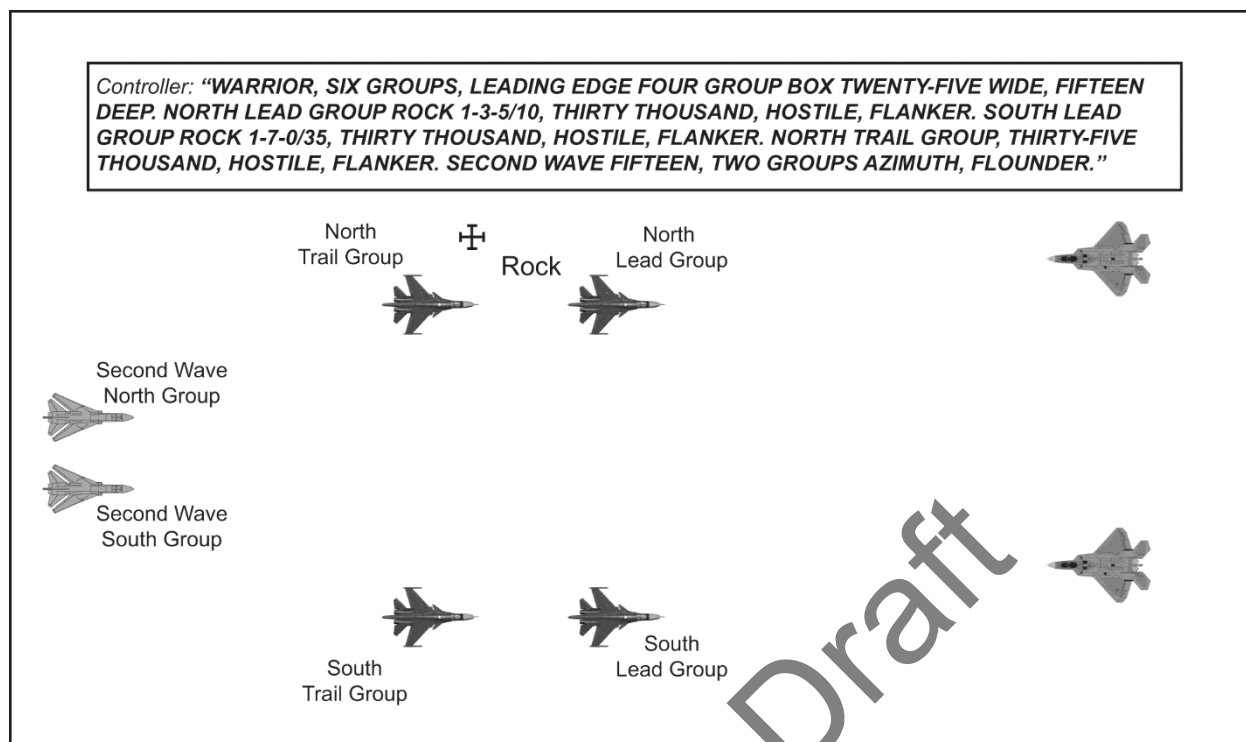 Controller: “WARRIOR, SIX GROUPS, LEADING EDGE FOUR GROUP BOX TWENTY-FIVE WIDE, FIFTEEN
DEEP. NORTH LEAD GROUP ROCK 1-3-5/10, THIRTY THOUSAND, HOSTILE, FLANKER. SOUTH LEAD
GROUP ROCK 1-7-0/35, THIRTY THOUSAND, HOSTILE, FLANKER. NORTH TRAIL GROUP, THIRTY-FIVE
THOUSAND, HOSTILE, FLANKER. SECOND WAVE FIFTEEN, TWO GROUPS AZIMUTH, FLOUNDER.”
North
Trail Group
Rock
North
Lead Group
Second Wave
North Group
Second Wave
South Group
South
Trail Group
South
Lead Group
Draft